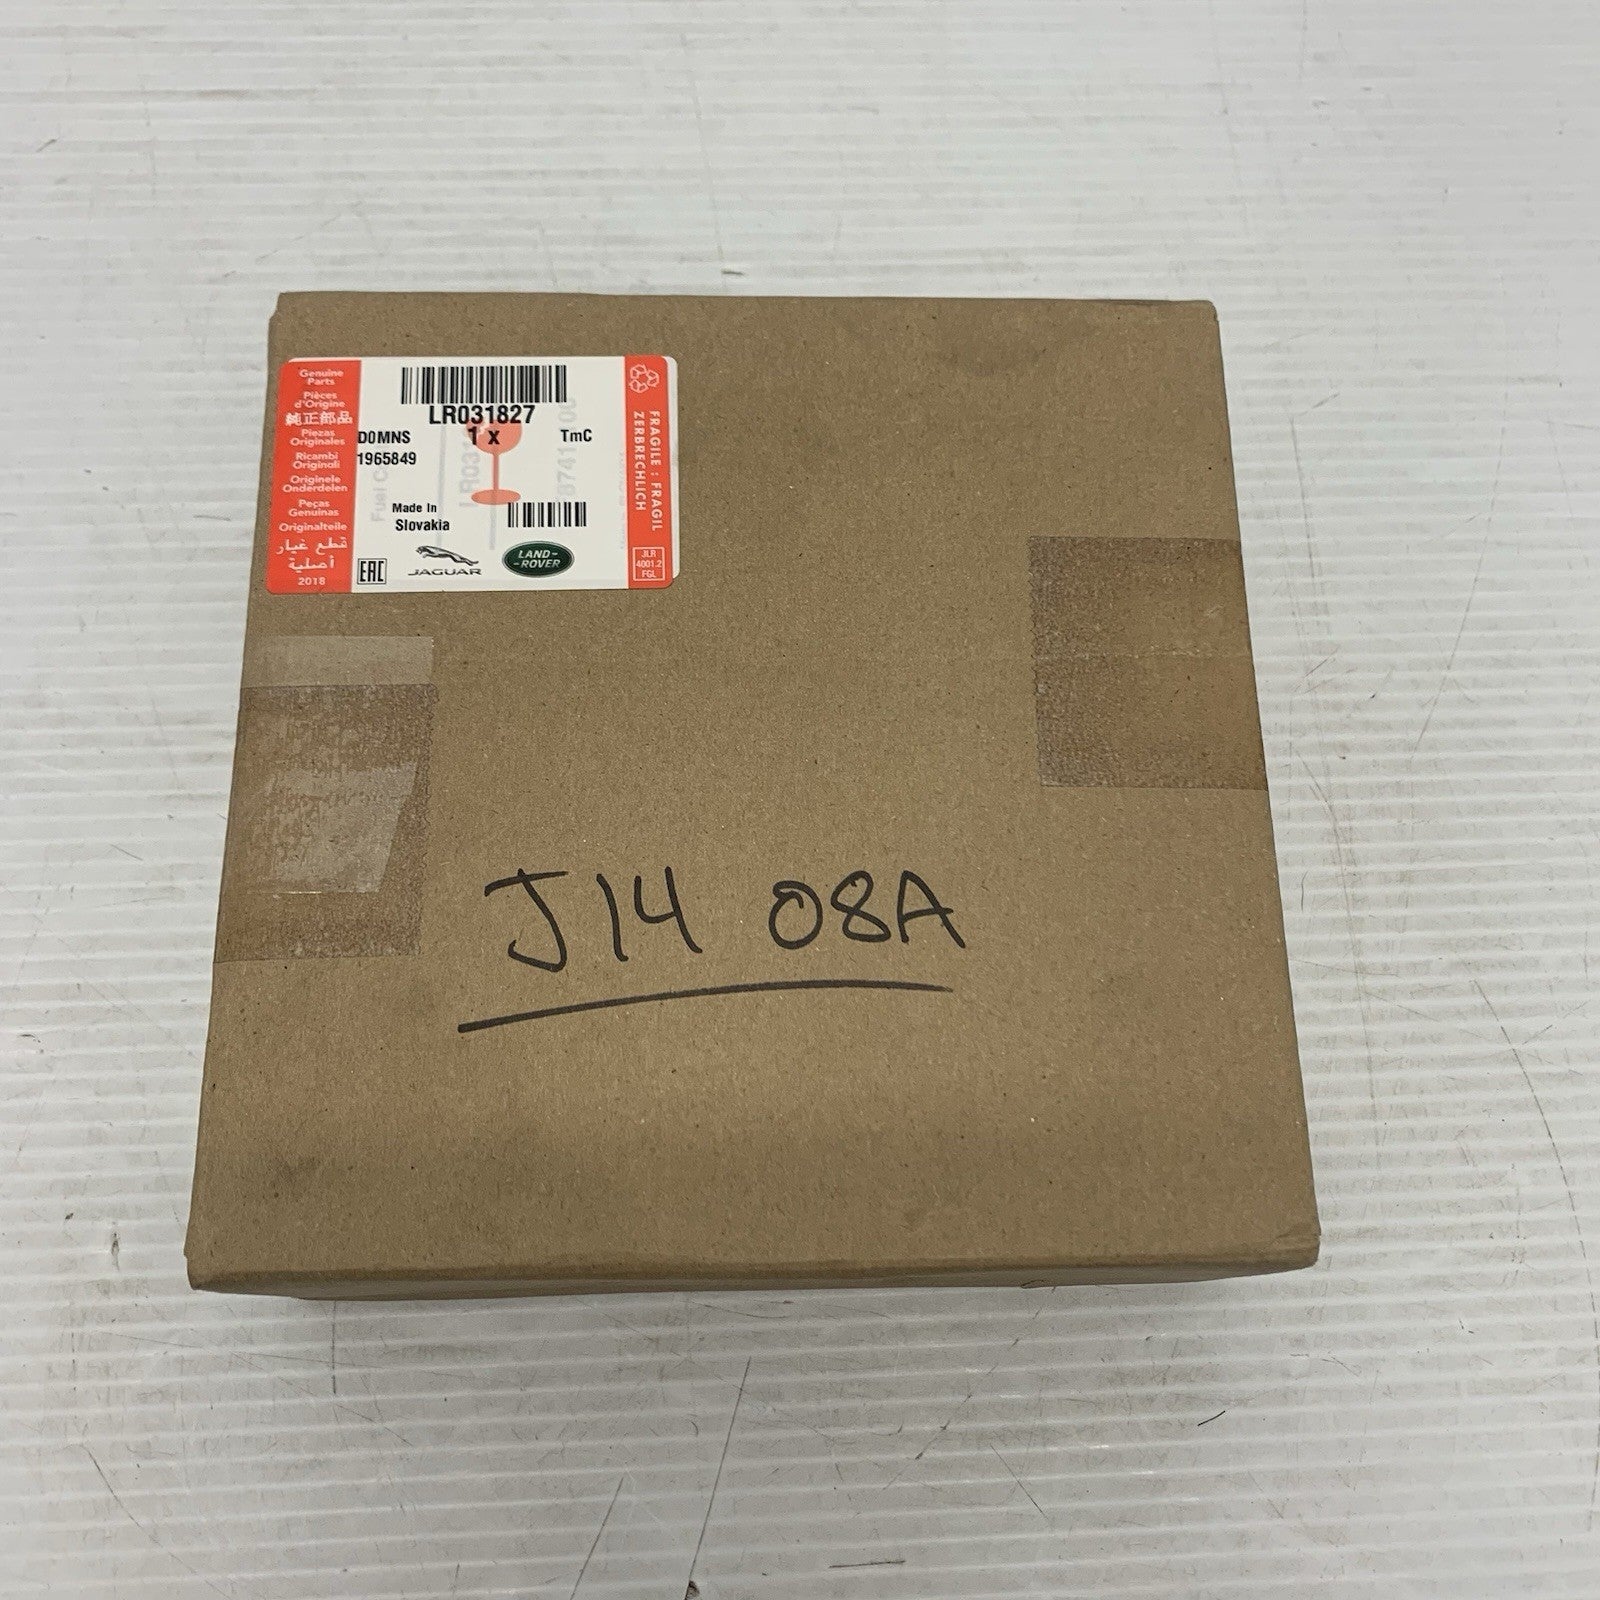 Genuine
Parts
Pièces
d'Origine
純正部品
Piezas
Originales
Ricambi
Originali
Originele
Onderdelen
Peças
Genuínas
Originalteile
قطع غيار
أصلية
2018
LR031827
D0MNS 1 x TmC
1965849
Made In
Slovakia
EAC
JAGUAR
LAND-
-ROVER
FRAGILE : FRAGIL
ZERBRECHLICH
JLR
4001.2
FGL
J14 08A